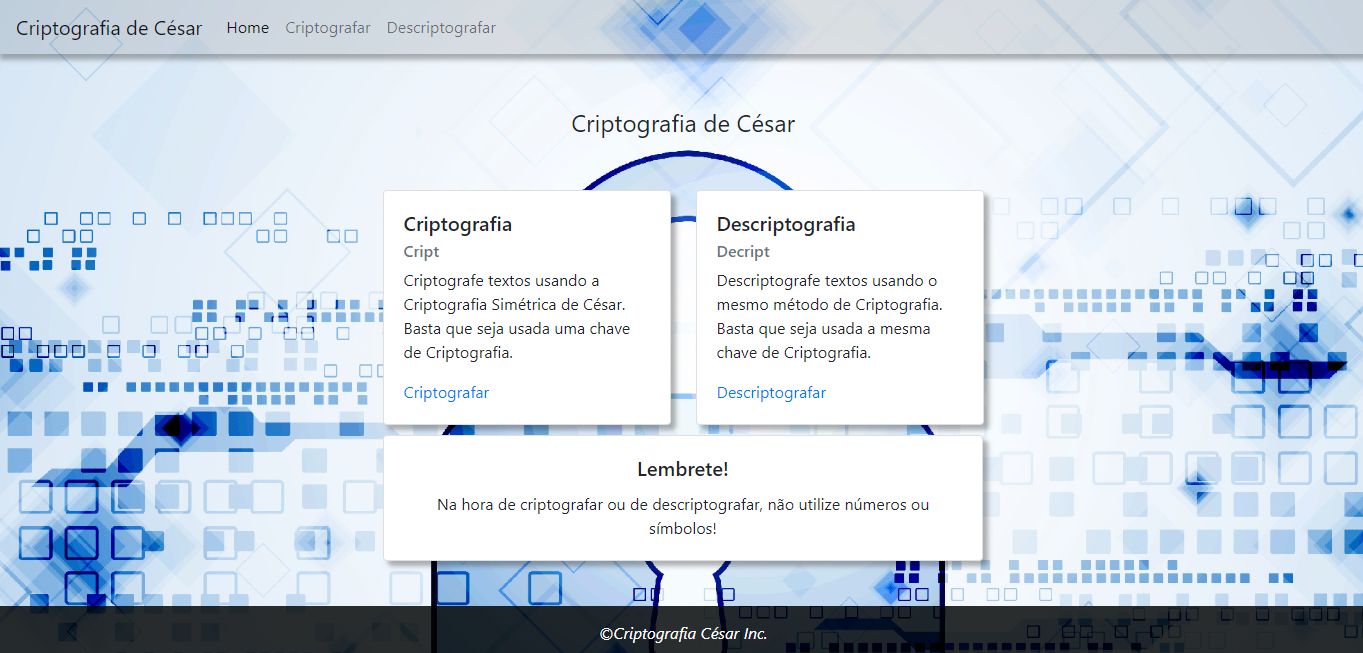 Criptografia de César Home Criptografar Descriptografar
Criptografia de César
Criptografia
Cript
Criptografe textos usando a
Criptografia Simétrica de César.
Basta que seja usada uma chave
de Criptografia.
Criptografar
Descriptografia
Decript
Descriptografe textos usando o
mesmo método de Criptografia.
Basta que seja usada a mesma
chave de Criptografia.
Descriptografar
Lembrete!
Na hora de criptografar ou de descriptografar, não utilize números ou
símbolos!
©Criptografia César Inc.